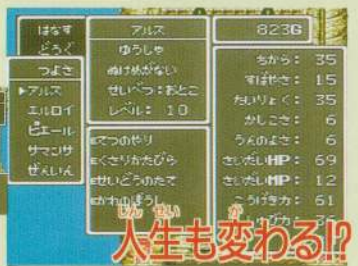 はなす
どうぐ
つよさ
▶アルス
エルロイ
ピエール
サマンサ
ぜんいん
アルス
ゆうしゃ
ぬけめがない
せいべつ:おとこ
レベル: 10
Eてつのやり
Eくさりかたびら
Eせいどうのたて
Eかわのぼうし
823G
ちから: 35
すばやさ: 15
たいりょく: 35
かしこさ: 6
うんのよさ: 6
さいだいHP: 69
さいだいMP: 12
こうげき力: 61
じんせい か
人生も変わる!?